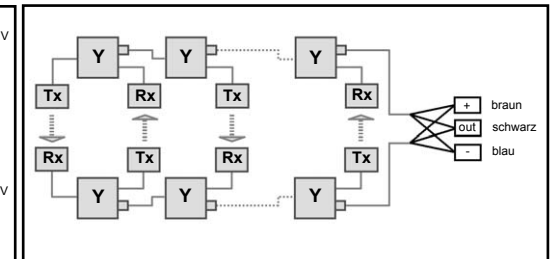 V
Y Y Y
Tx Rx Tx Rx
+ braun
out schwarz
- blau
Rx Tx Rx Tx
V
Y Y Y